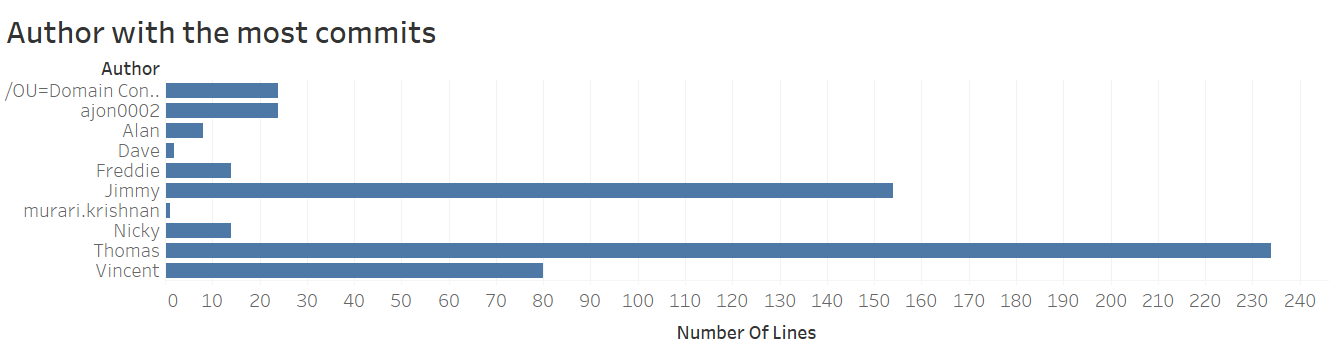 Author with the most commits
Author
/OU=Domain Con..
ajon0002
Alan
Dave
Freddie
Jimmy
murari.krishnan
Nicky
Thomas
Vincent
0 10 20 30 40 50 60 70 80 90 100 110 120 130 140 150 160 170 180 190 200 210 220 230 240
Number Of Lines